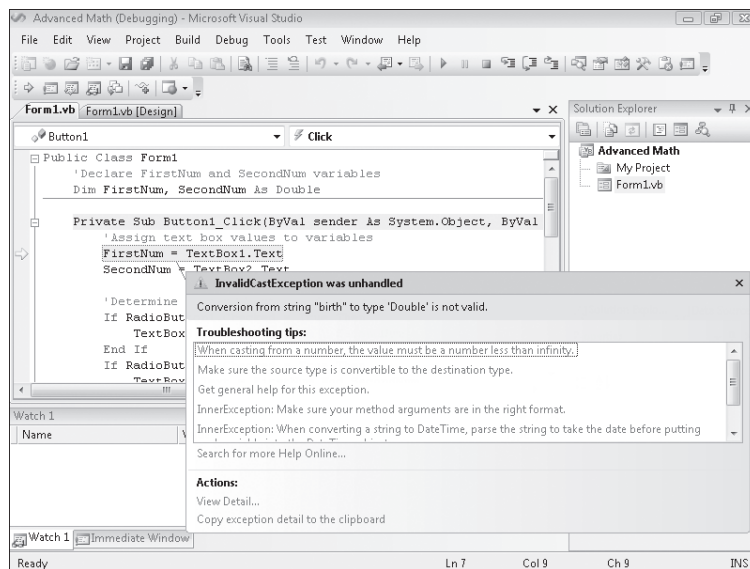 Advanced Math (Debugging) - Microsoft Visual Studio
File Edit View Project Build Debug Tools Test Window Help
Form1.vb Form1.vb [Design]
Solution Explorer
Button1
Click
Advanced Math
My Project
Form1.vb
Public Class Form1
'Declare FirstNum and SecondNum variables
Dim FirstNum, SecondNum As Double
Private Sub Button1_Click(ByVal sender As System.Object, ByVal
'Assign text box values to variables
FirstNum = TextBox1.Text
SecondNum = TextBox2.Text
'Determine
If RadioBut
TextBox
End If
If RadioBut
TextBox
InvalidCastException was unhandled
Conversion from string "birth" to type 'Double' is not valid.
Troubleshooting tips:
When casting from a number, the value must be a number less than infinity.
Make sure the source type is convertible to the destination type.
Get general help for this exception.
InnerException: Make sure your method arguments are in the right format.
InnerException: When converting a string to DateTime, parse the string to take the date before putting
Search for more Help Online...
Actions:
View Detail...
Copy exception detail to the clipboard
Watch 1
Name
Watch 1 Immediate Window
Ready Ln 7 Col 9 Ch 9 INS